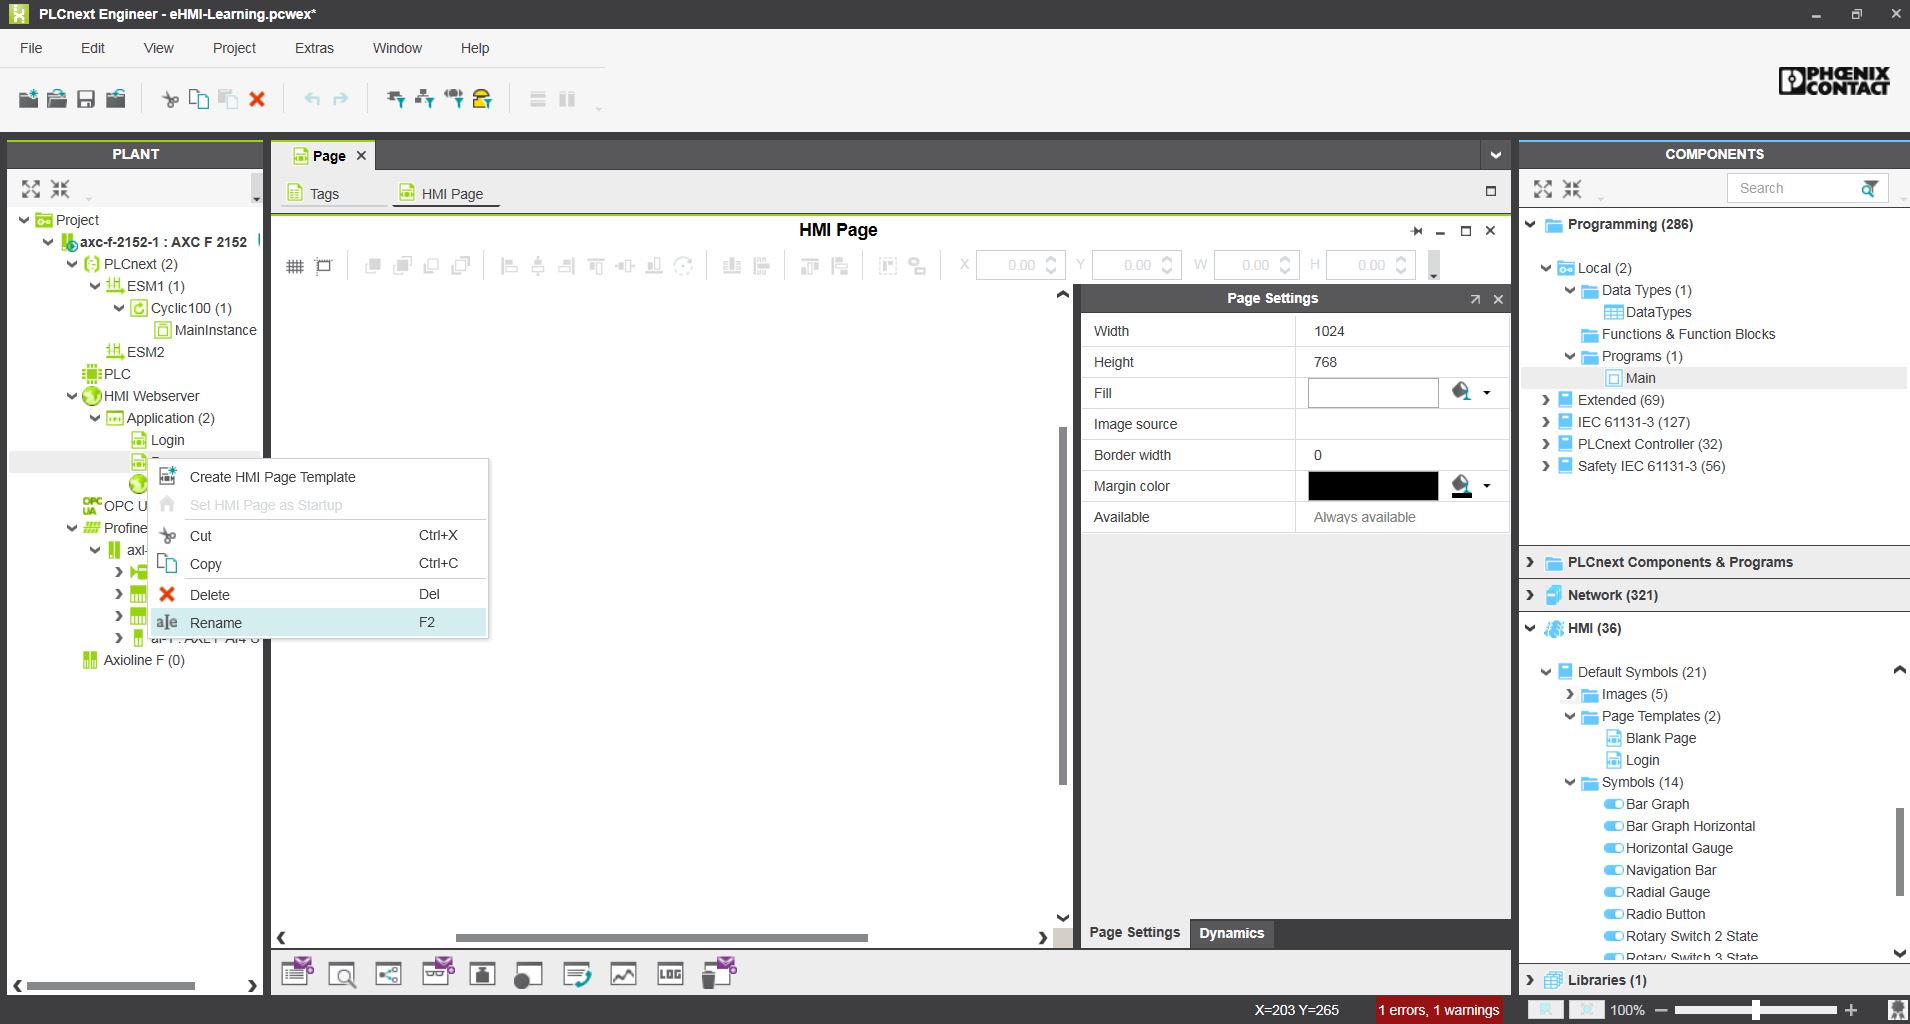 PLCnext Engineer - eHMI-Learning.pcwex*
File Edit View Project Extras Window Help
PHŒNIX CONTACT
PLANT
Project
axc-f-2152-1 : AXC F 2152
PLCnext (2)
ESM1 (1)
Cyclic100 (1)
MainInstance
ESM2
PLC
HMI Webserver
Application (2)
Login
OPC U
Profine
axl-
Axioline F (0)
Create HMI Page Template
Set HMI Page as Startup
Cut Ctrl+X
Copy Ctrl+C
Delete Del
Rename F2
Page
Tags HMI Page
HMI Page
X 0.00 Y 0.00 W 0.00 H 0.00
Page Settings
Width 1024
Height 768
Fill
Image source
Border width 0
Margin color
Available Always available
Page Settings Dynamics
LOG
COMPONENTS
Search
Programming (286)
Local (2)
Data Types (1)
DataTypes
Functions & Function Blocks
Programs (1)
Main
Extended (69)
IEC 61131-3 (127)
PLCnext Controller (32)
Safety IEC 61131-3 (56)
PLCnext Components & Programs
Network (321)
HMI (36)
Default Symbols (21)
Images (5)
Page Templates (2)
Blank Page
Login
Symbols (14)
Bar Graph
Bar Graph Horizontal
Horizontal Gauge
Navigation Bar
Radial Gauge
Radio Button
Rotary Switch 2 State
Rotary Switch 3 State
Libraries (1)
X=203 Y=265 1 errors, 1 warnings 100%